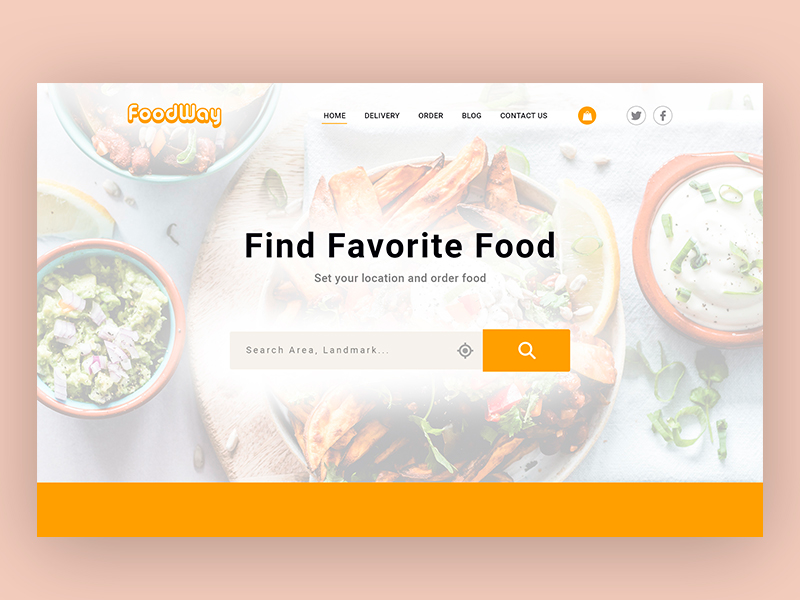 FoodWay
HOME DELIVERY ORDER BLOG CONTACT US
Find Favorite Food
Set your location and order food
Search Area, Landmark...